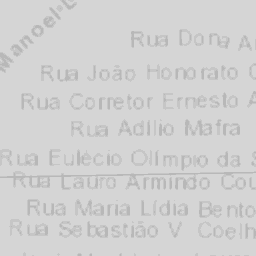 Manoel
Rua Dona
Rua João Honorato
Rua Corretor Ernesto
Rua Adílio Mafra
Rua Eulécio Olímpio da
Rua Lauro Armindo
Rua Maria Lídia Bento
Rua Sebastião V Coelh